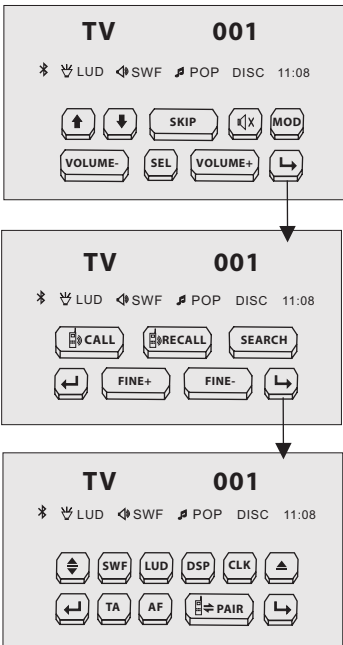 TV 001
LUD SWF POP DISC 11:08
SKIP MOD
VOLUME- SEL VOLUME+
TV 001
LUD SWF POP DISC 11:08
CALL RECALL SEARCH
FINE+ FINE-
TV 001
LUD SWF POP DISC 11:08
SWF LUD DSP CLK
TA AF PAIR